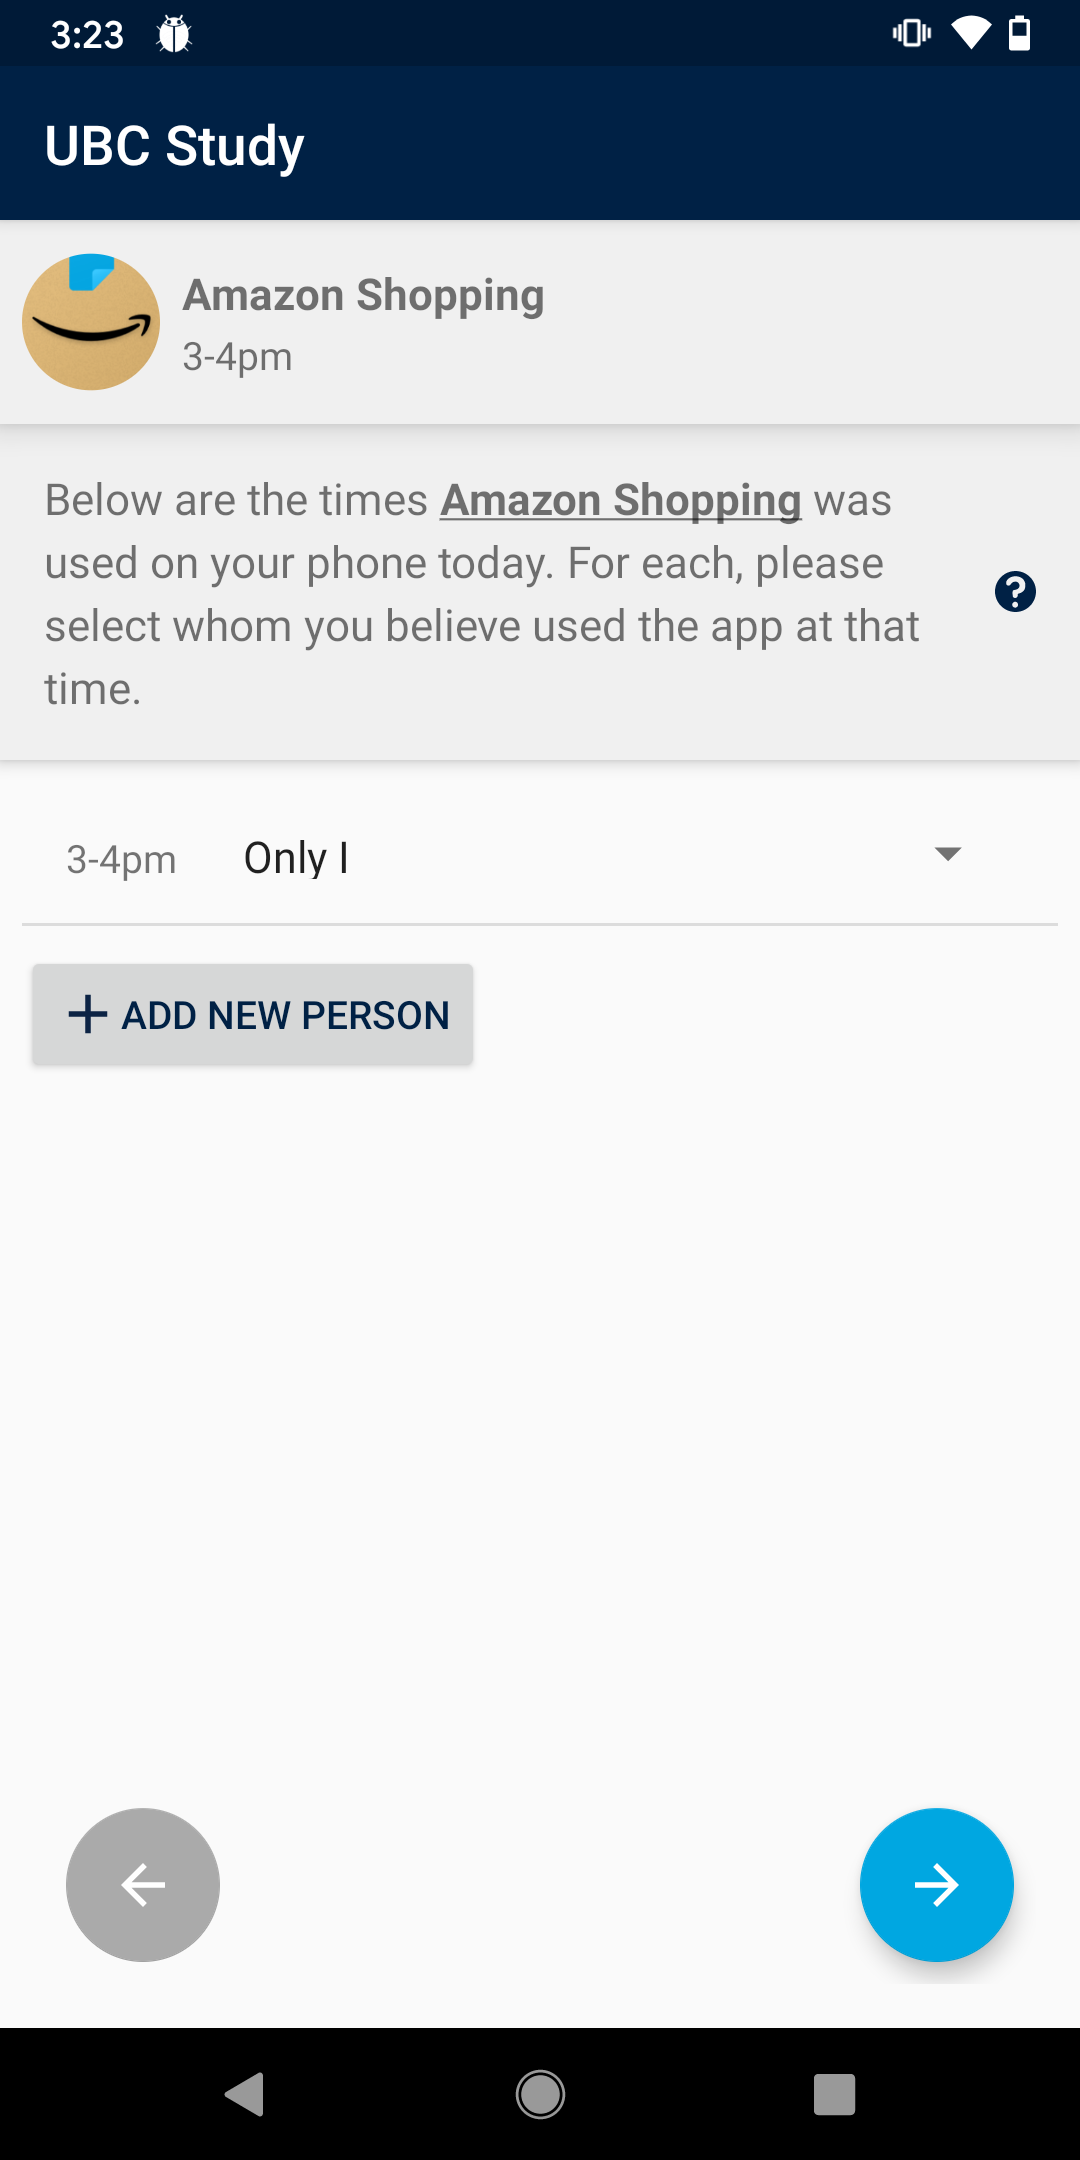 3:23
UBC Study
Amazon Shopping
3-4pm
Below are the times Amazon Shopping was
used on your phone today. For each, please
select whom you believe used the app at that
time.
3-4pm Only I
+ ADD NEW PERSON